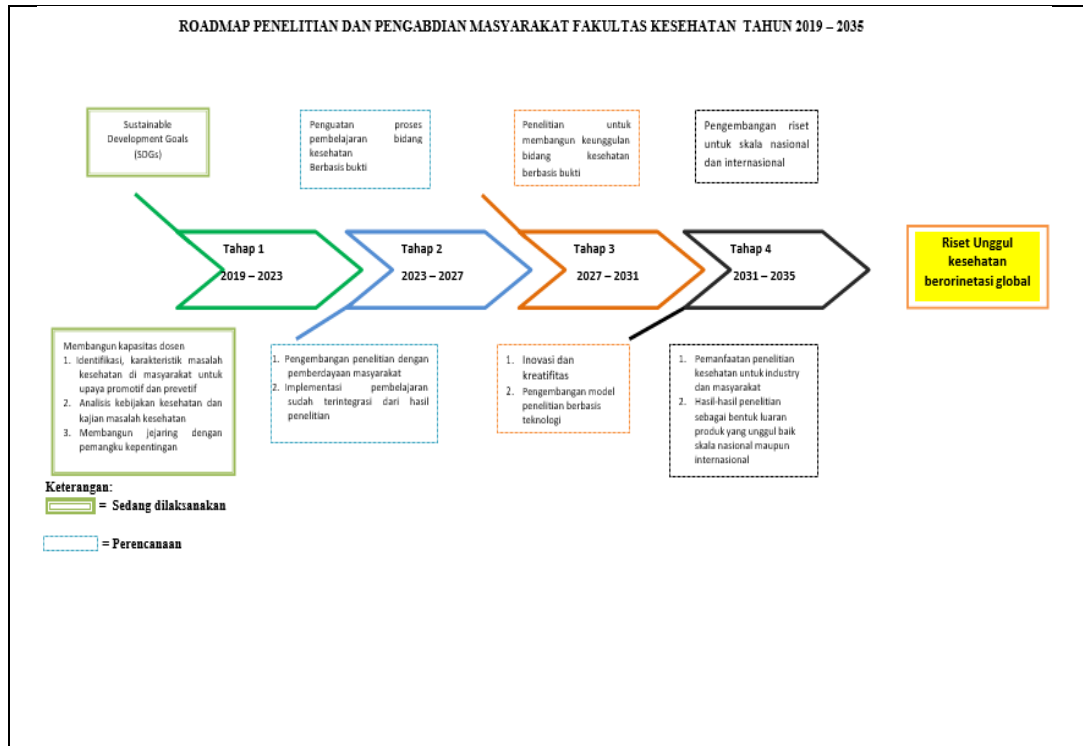 ROADMAP PENELITIAN DAN PENGABDIAN MASYARAKAT FAKULTAS KESEHATAN TAHUN 2019 – 2035
Sustainable
Development Goals
(SDGs)
Penguatan proses
pembelajaran bidang
kesehatan
Berbasis bukti
Penelitian untuk
membangun keunggulan
bidang kesehatan
berbasis bukti
Pengembangan riset
untuk skala nasional
dan internasional
Tahap 1
2019 – 2023
Tahap 2
2023 – 2027
Tahap 3
2027 – 2031
Tahap 4
2031 – 2035
Riset Unggul
kesehatan
berorinetasi global
Membangun kapasitas dosen
1. Identifikasi, karakteristik masalah
kesehatan di masyarakat untuk
upaya promotif dan prevetif
2. Analisis kebijakan kesehatan dan
kajian masalah kesehatan
3. Membangun jejaring dengan
pemangku kepentingan
1. Pengembangan penelitian dengan
pemberdayaan masyarakat
2. Implementasi pembelajaran
sudah terintegrasi dari hasil
penelitian
1. Inovasi dan
kreatifitas
2. Pengembangan model
penelitian berbasis
teknologi
1. Pemanfaatan penelitian
kesehatan untuk industry
dan masyarakat
2. Hasil-hasil penelitian
sebagai bentuk luaran
produk yang unggul baik
skala nasional maupun
internasional
Keterangan:
= Sedang dilaksanakan
= Perencanaan